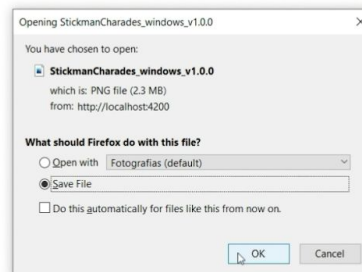 Opening StickmanCharades_windows_v1.0.0
You have chosen to open:
StickmanCharades_windows_v1.0.0
which is: PNG file (2.3 MB)
from: http://localhost:4200
What should Firefox do with this file?
Open with Fotografias (default)
Save File
Do this automatically for files like this from now on.
OK Cancel